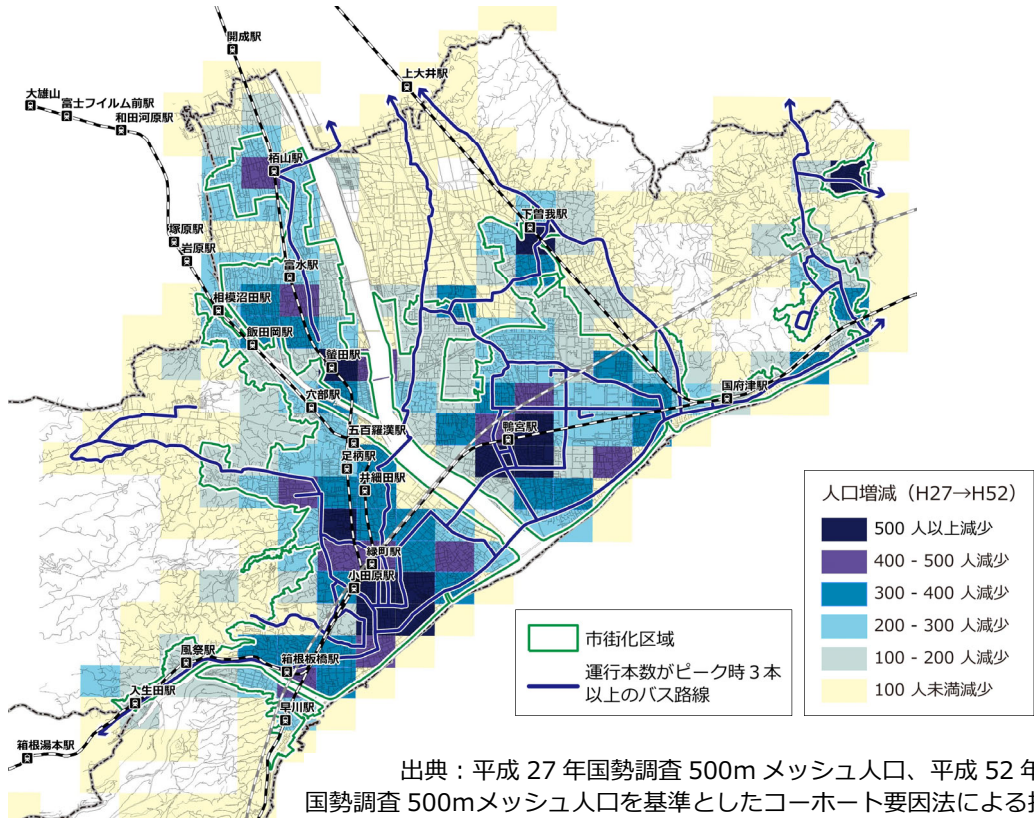 開成駅
上大井駅
大雄山
富士フイルム前駅
和田河原駅
栢山駅
塚原駅
岩原駅
下曽我駅
富水駅
相模沼田駅
飯田岡駅
螢田駅
穴部駅
国府津駅
五百羅漢駅
鴨宮駅
足柄駅
井細田駅
緑町駅
小田原駅
風祭駅
箱根板橋駅
入生田駅
早川駅
箱根湯本駅
市街化区域
運行本数がピーク時3本
以上のバス路線
人口増減(H27→H52)
500 人以上減少
400 - 500 人減少
300 - 400 人減少
200 - 300 人減少
100 - 200 人減少
100 人未満減少
出典:平成 27 年国勢調査 500m メッシュ人口、平成 52 年
国勢調査 500mメッシュ人口を基準としたコーホート要因法による